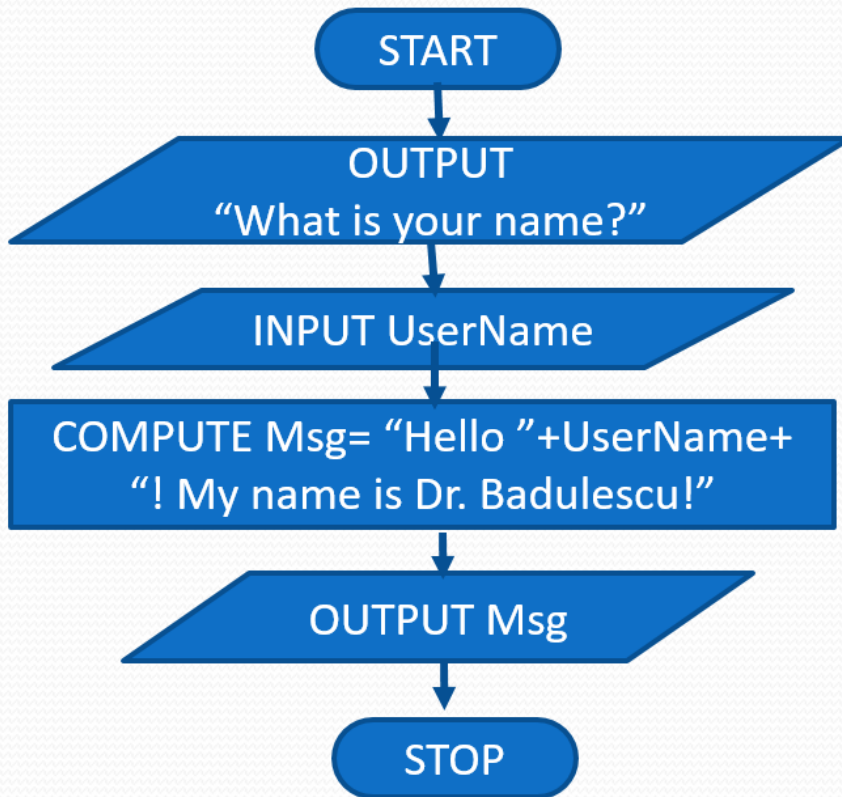 START
OUTPUT
“What is your name?”
INPUT UserName
COMPUTE Msg= “Hello ”+UserName+
“! My name is Dr. Badulescu!”
OUTPUT Msg
STOP